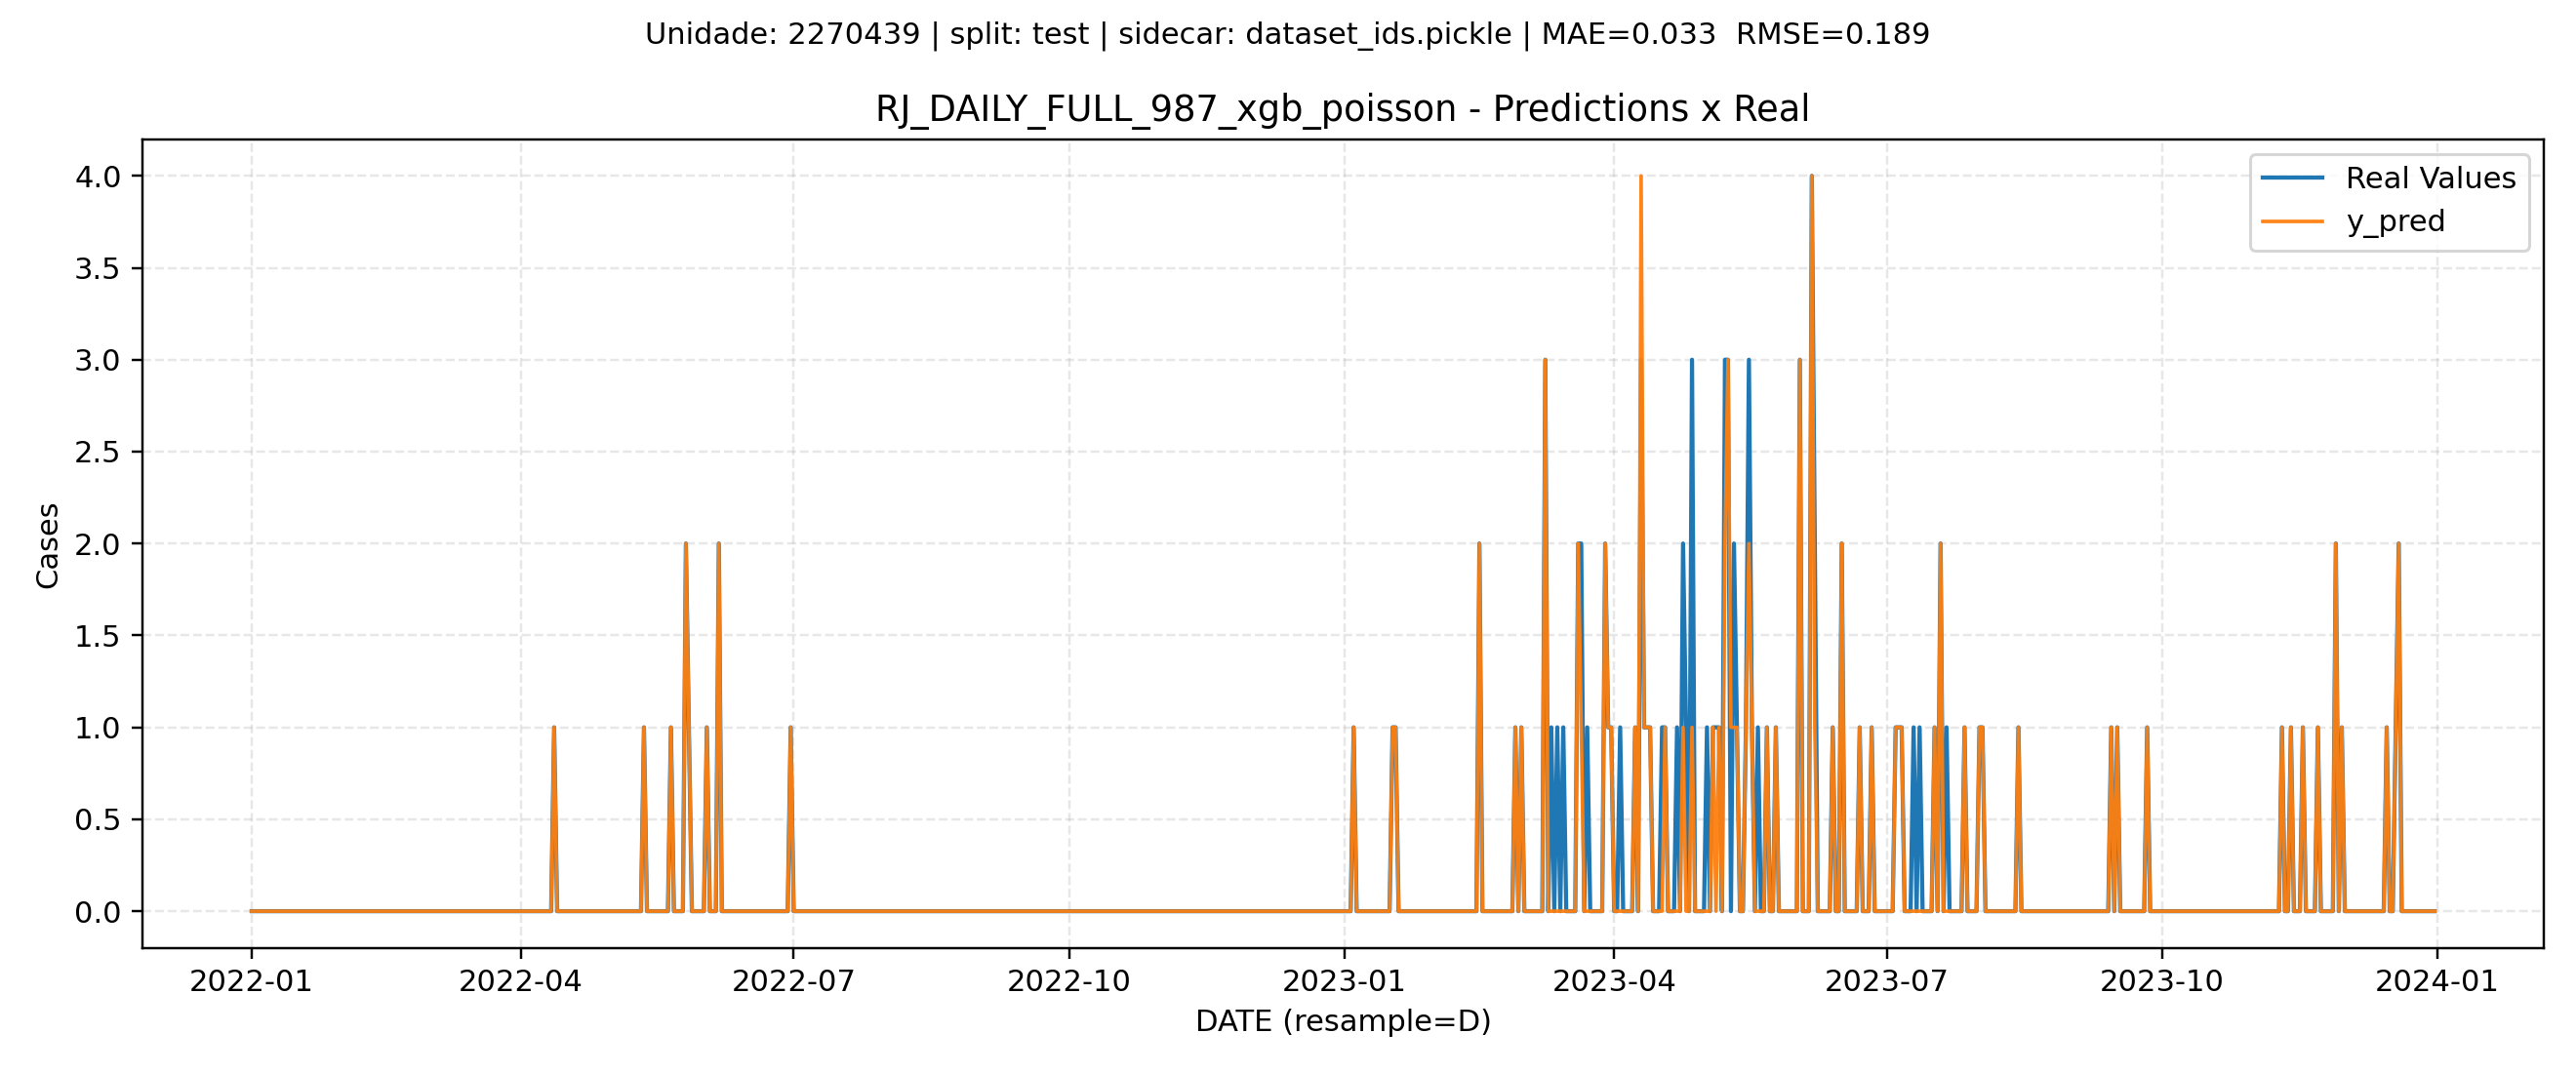 Unidade: 2270439 | split: test | sidecar: dataset_ids.pickle | MAE=0.033  RMSE=0.189
RJ_DAILY_FULL_987_xgb_poisson - Predictions x Real
Real Values
y_pred
4.0
3.5
3.0
2.5
2.0
1.5
1.0
0.5
0.0
Cases
2022-01 2022-04 2022-07 2022-10 2023-01 2023-04 2023-07 2023-10 2024-01
DATE (resample=D)